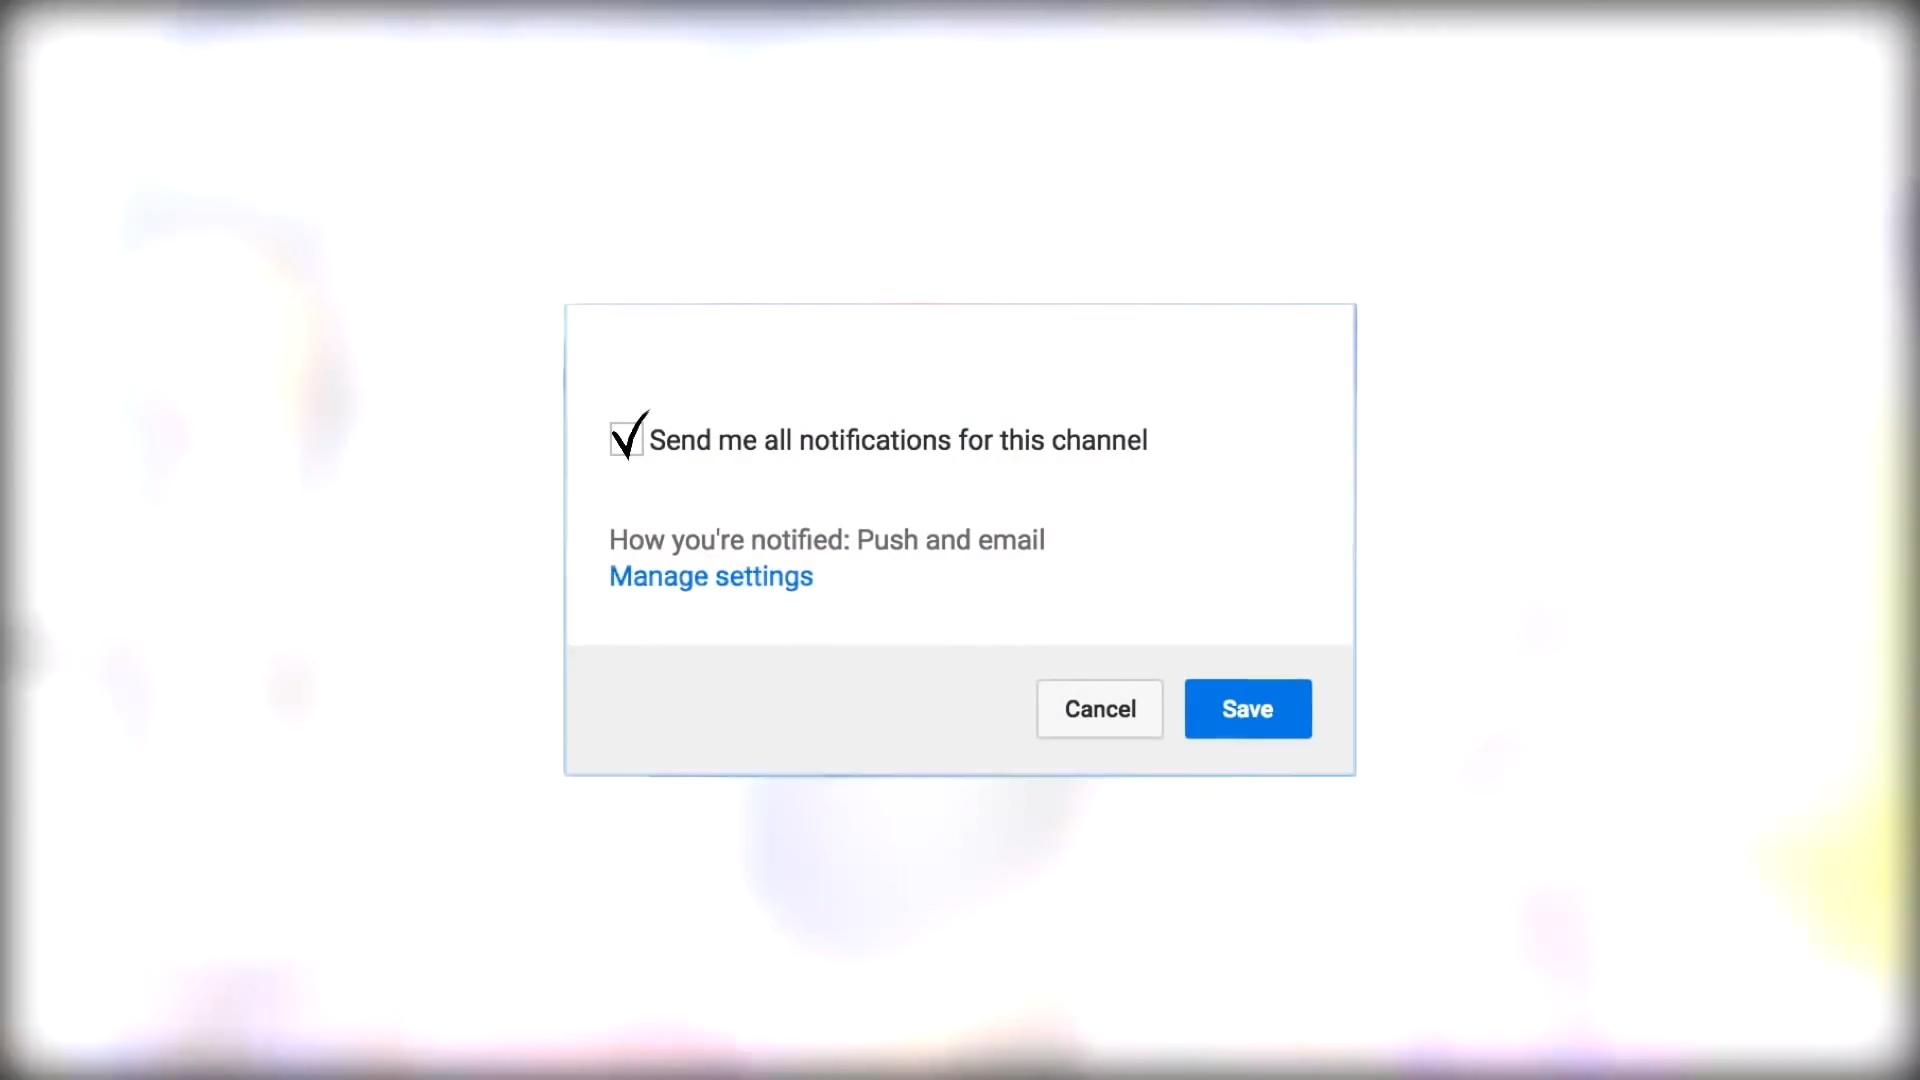 Send me all notifications for this channel
How you're notified: Push and email
Manage settings
Cancel
Save